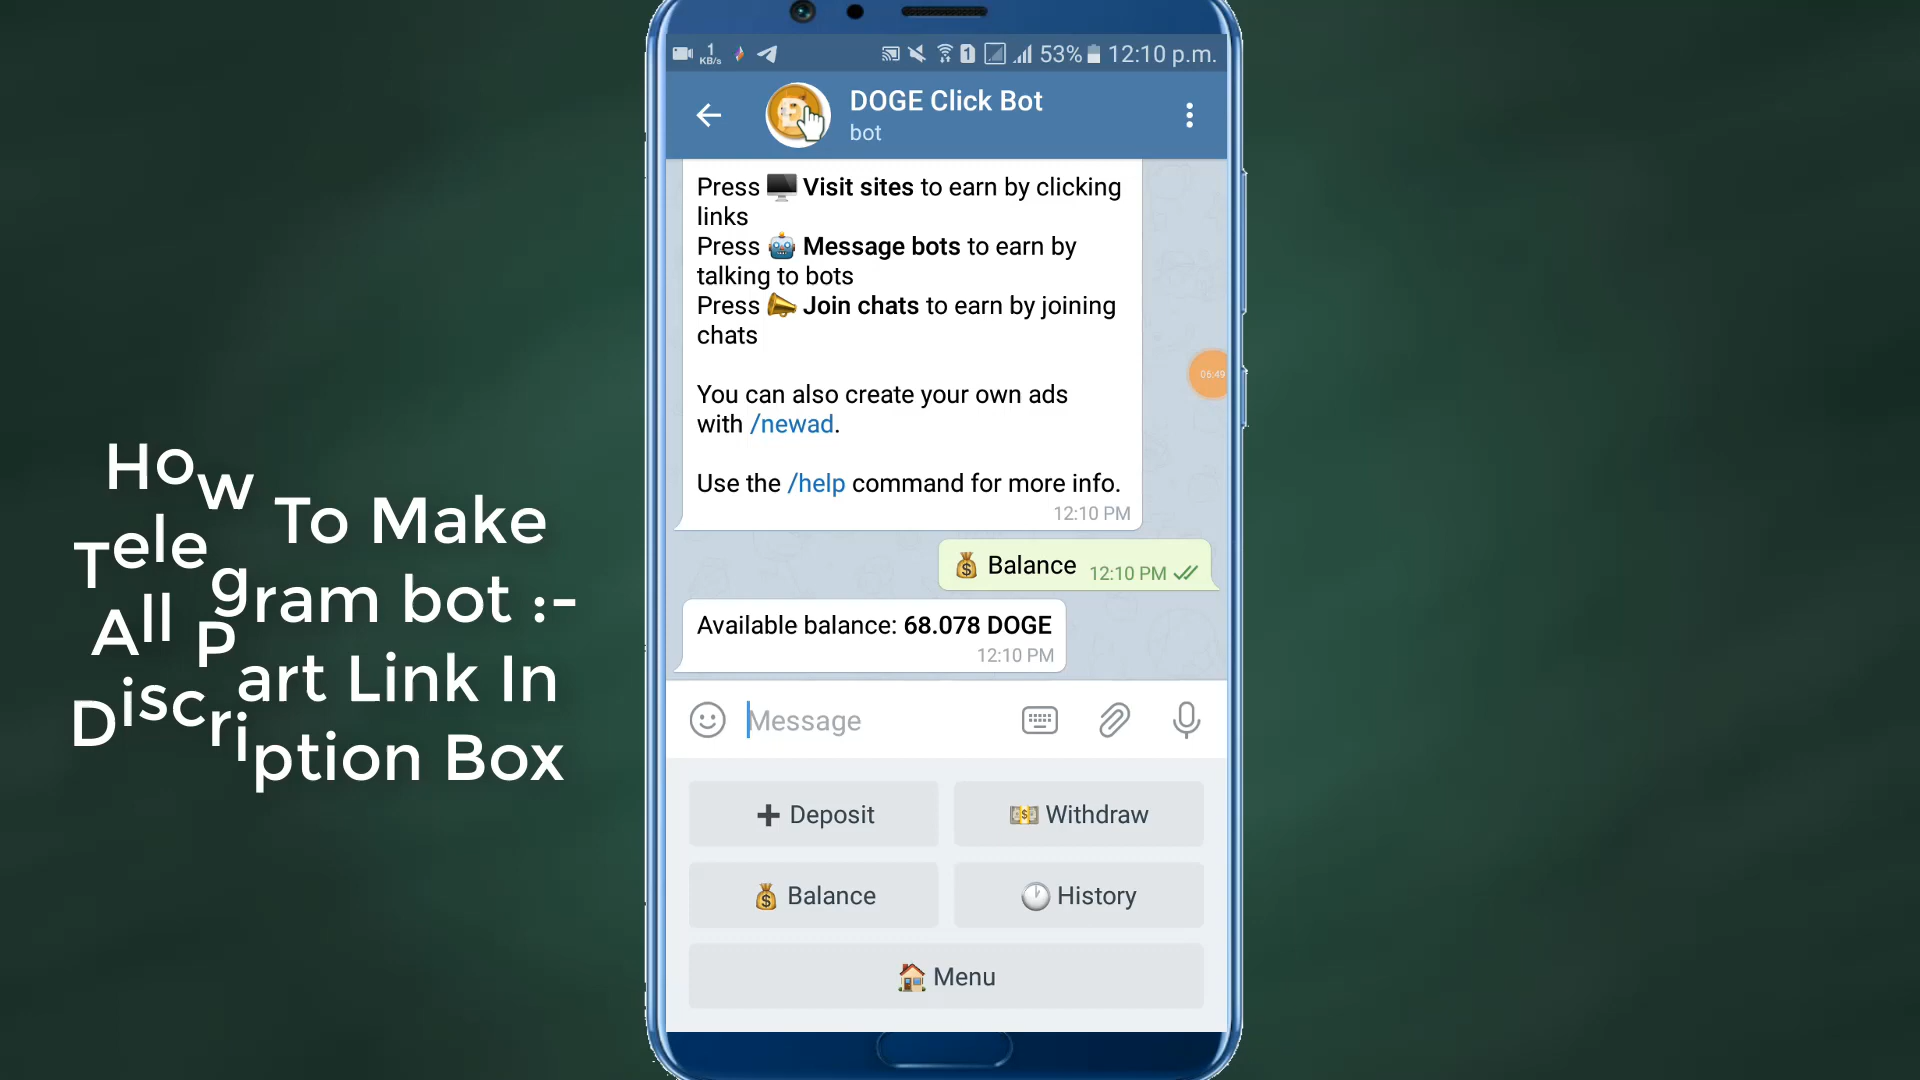 1
KB/s
1
53%
12:10 p.m.
DOGE Click Bot
bot
Press Visit sites to earn by clicking
links
Press Message bots to earn by
talking to bots
Press Join chats to earn by joining
chats
You can also create your own ads
with /newad.
Use the /help command for more info.
12:10 PM
06:49
Balance 12:10 PM
Available balance: 68.078 DOGE
12:10 PM
Message
Deposit
Withdraw
Balance
History
Menu
How To Make
Telegram bot :-
All Part Link In
Discription Box